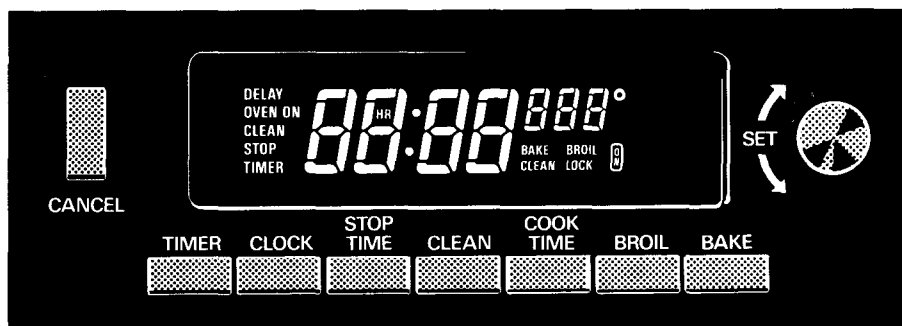 DELAY
OVEN ON
CLEAN
STOP
TIMER
88:88
HR
888°
BAKE BROIL
CLEAN LOCK
ON
SET
CANCEL
TIMER
CLOCK
STOP TIME
CLEAN
COOK TIME
BROIL
BAKE